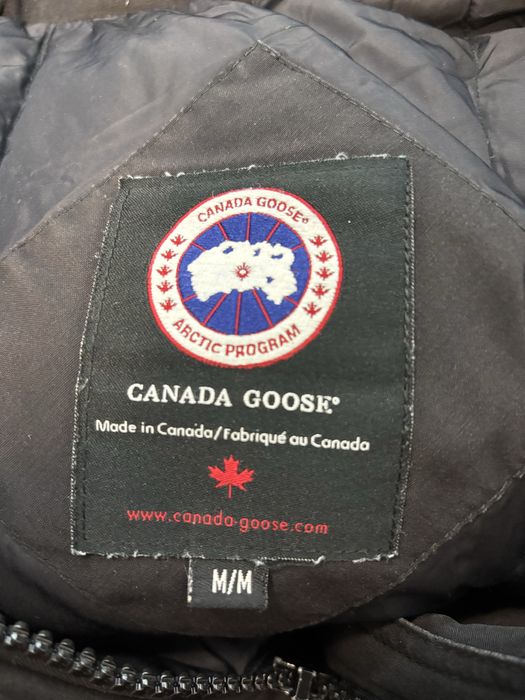 CANADA GOOSE®
ARCTIC PROGRAM
CANADA GOOSE®
Made in Canada/Fabriqué au Canada
www.canada-goose.com
M/M